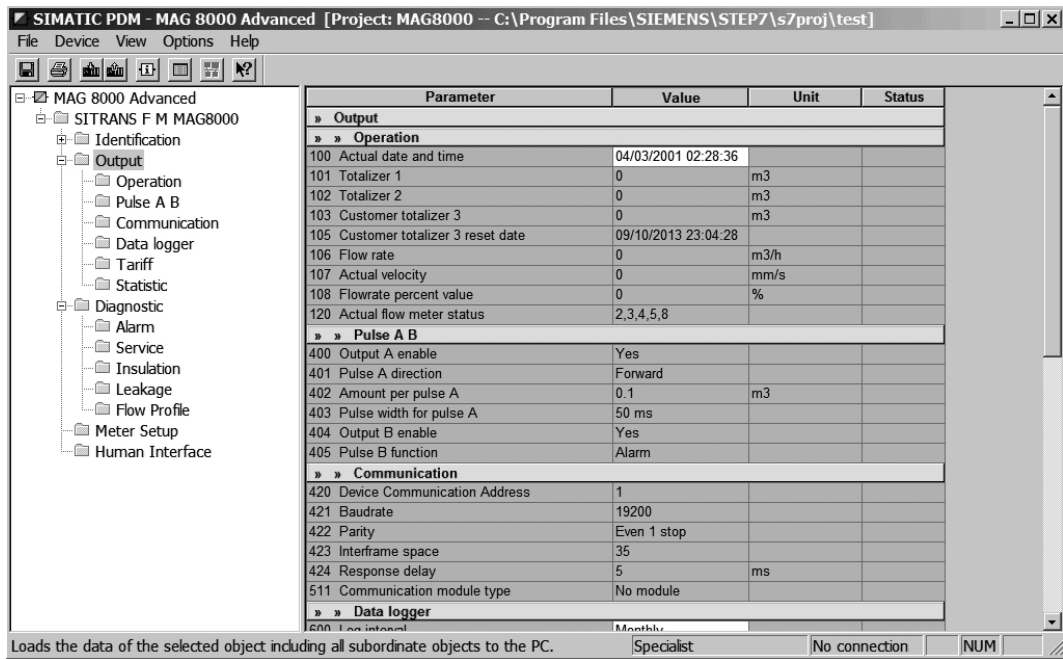 SIMATIC PDM - MAG 8000 Advanced [Project: MAG8000 -- C:\Program Files\SIEMENS\STEP7\s7proj\test]
File Device View Options Help
MAG 8000 Advanced
SITRANS F M MAG8000
Identification
Output
Operation
Pulse A B
Communication
Data logger
Tariff
Statistic
Diagnostic
Alarm
Service
Insulation
Leakage
Flow Profile
Meter Setup
Human Interface
Parameter Value Unit Status
» Output
» » Operation
100 Actual date and time 04/03/2001 02:28:36
101 Totalizer 1 0 m3
102 Totalizer 2 0 m3
103 Customer totalizer 3 0 m3
105 Customer totalizer 3 reset date 09/10/2013 23:04:28
106 Flow rate 0 m3/h
107 Actual velocity 0 mm/s
108 Flowrate percent value 0 %
120 Actual flow meter status 2,3,4,5,8
» » Pulse A B
400 Output A enable Yes
401 Pulse A direction Forward
402 Amount per pulse A 0.1 m3
403 Pulse width for pulse A 50 ms
404 Output B enable Yes
405 Pulse B function Alarm
» » Communication
420 Device Communication Address 1
421 Baudrate 19200
422 Parity Even 1 stop
423 Interframe space 35
424 Response delay 5 ms
511 Communication module type No module
» » Data logger
600 Log interval Monthly
Loads the data of the selected object including all subordinate objects to the PC. Specialist No connection NUM